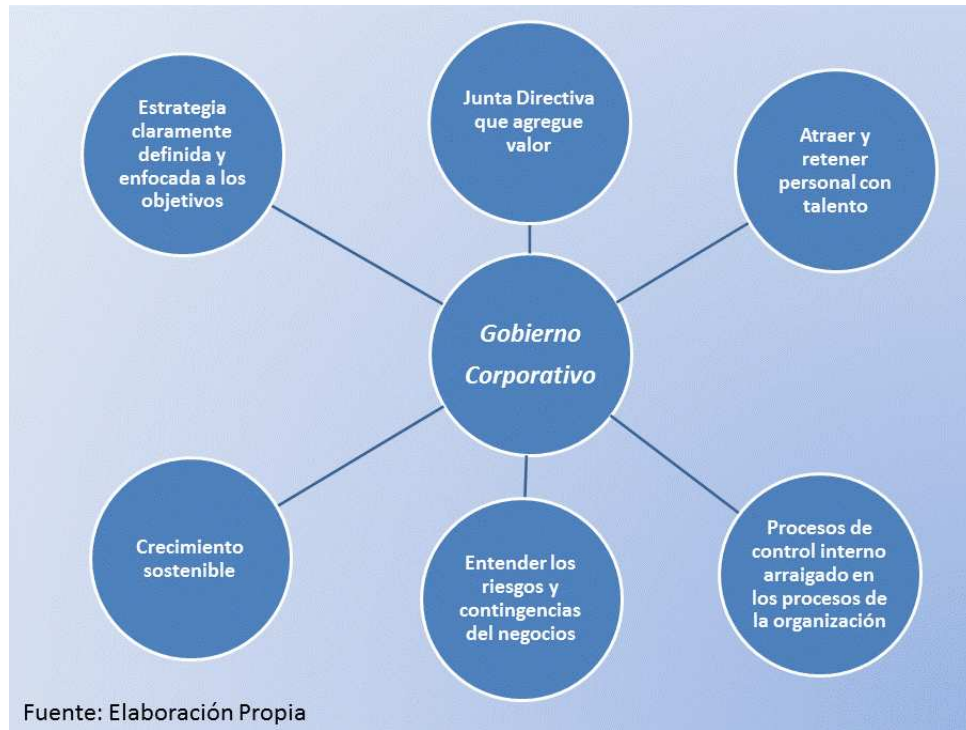 Estrategia
claramente
definida y
enfocada a los
objetivos
Junta Directiva
que agregue
valor
Atraer y
retener
personal con
talento
Gobierno
Corporativo
Crecimiento
sostenible
Entender los
riesgos y
contingencias
del negocios
Procesos de
control interno
arraigado en
los procesos de
la organización
Fuente: Elaboración Propia